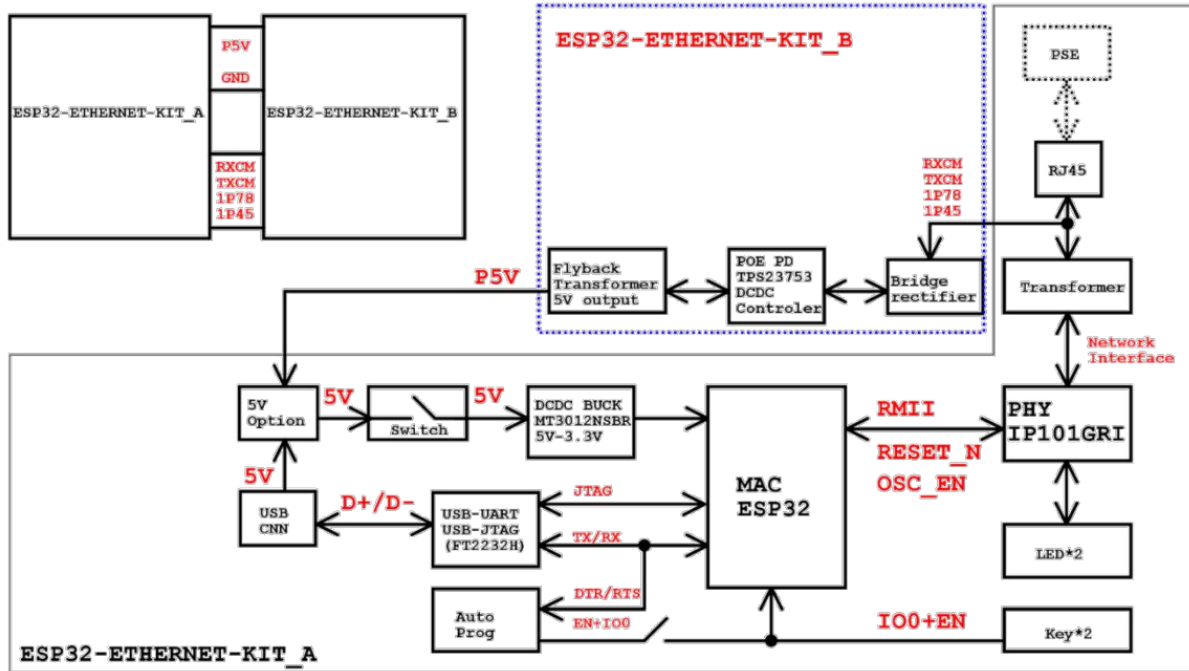 ESP32-ETHERNET-KIT_A
P5V
GND
RXCM
TXCM
1P78
1P45
ESP32-ETHERNET-KIT_B
ESP32-ETHERNET-KIT_B
PSE
RJ45
RXCM
TXCM
1P78
1P45
P5V
Flyback
Transformer
5V output
POE PD
TPS23753
DCDC
Controler
Bridge
rectifier
Transformer
Network
Interface
5V
Option
5V
Switch
5V
DCDC BUCK
MT3012NSBR
5V-3.3V
MAC
ESP32
RMII
RESET_N
OSC_EN
PHY
IP101GRI
5V
USB
CNN
D+/D-
USB-UART
USB-JTAG
(FT2232H)
JTAG
TX/RX
LED*2
Auto
Prog
DTR/RTS
EN+IO0
IO0+EN
Key*2
ESP32-ETHERNET-KIT_A